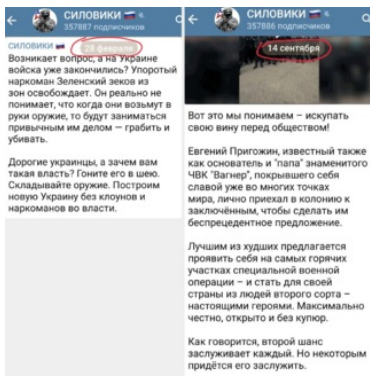 СИЛОВИКИ
357887 подписчиков
СИЛОВИКИ
28 февраля
Возникает вопрос, а на Украине
войска уже закончились? Упоротый
наркоман Зеленский зеков из
зон освобождает. Он реально не
понимает, что когда они возьмут в
руки оружие, то будут заниматься
привычным им делом — грабить и
убивать.
Дорогие украинцы, а зачем вам
такая власть? Гоните его в шею.
Складывайте оружие. Построим
новую Украину без клоунов и
наркоманов во власти.
СИЛОВИКИ
357886 подписчиков
14 сентября
Вот это мы понимаем – искупать
свою вину перед обществом!
Евгений Пригожин, известный также
как основатель и "папа" знаменитого
ЧВК "Вагнер", покрывшего себя
славой уже во многих точках
мира, лично приехал в колонию к
заключённым, чтобы сделать им
беспрецедентное предложение.
Лучшим из худших предлагается
проявить себя на самых горячих
участках специальной военной
операции – и стать для своей
страны из людей второго сорта –
настоящими героями. Максимально
честно, открыто и без купюр.
Как говорится, второй шанс
заслуживает каждый. Но некоторым
придётся его заслужить.